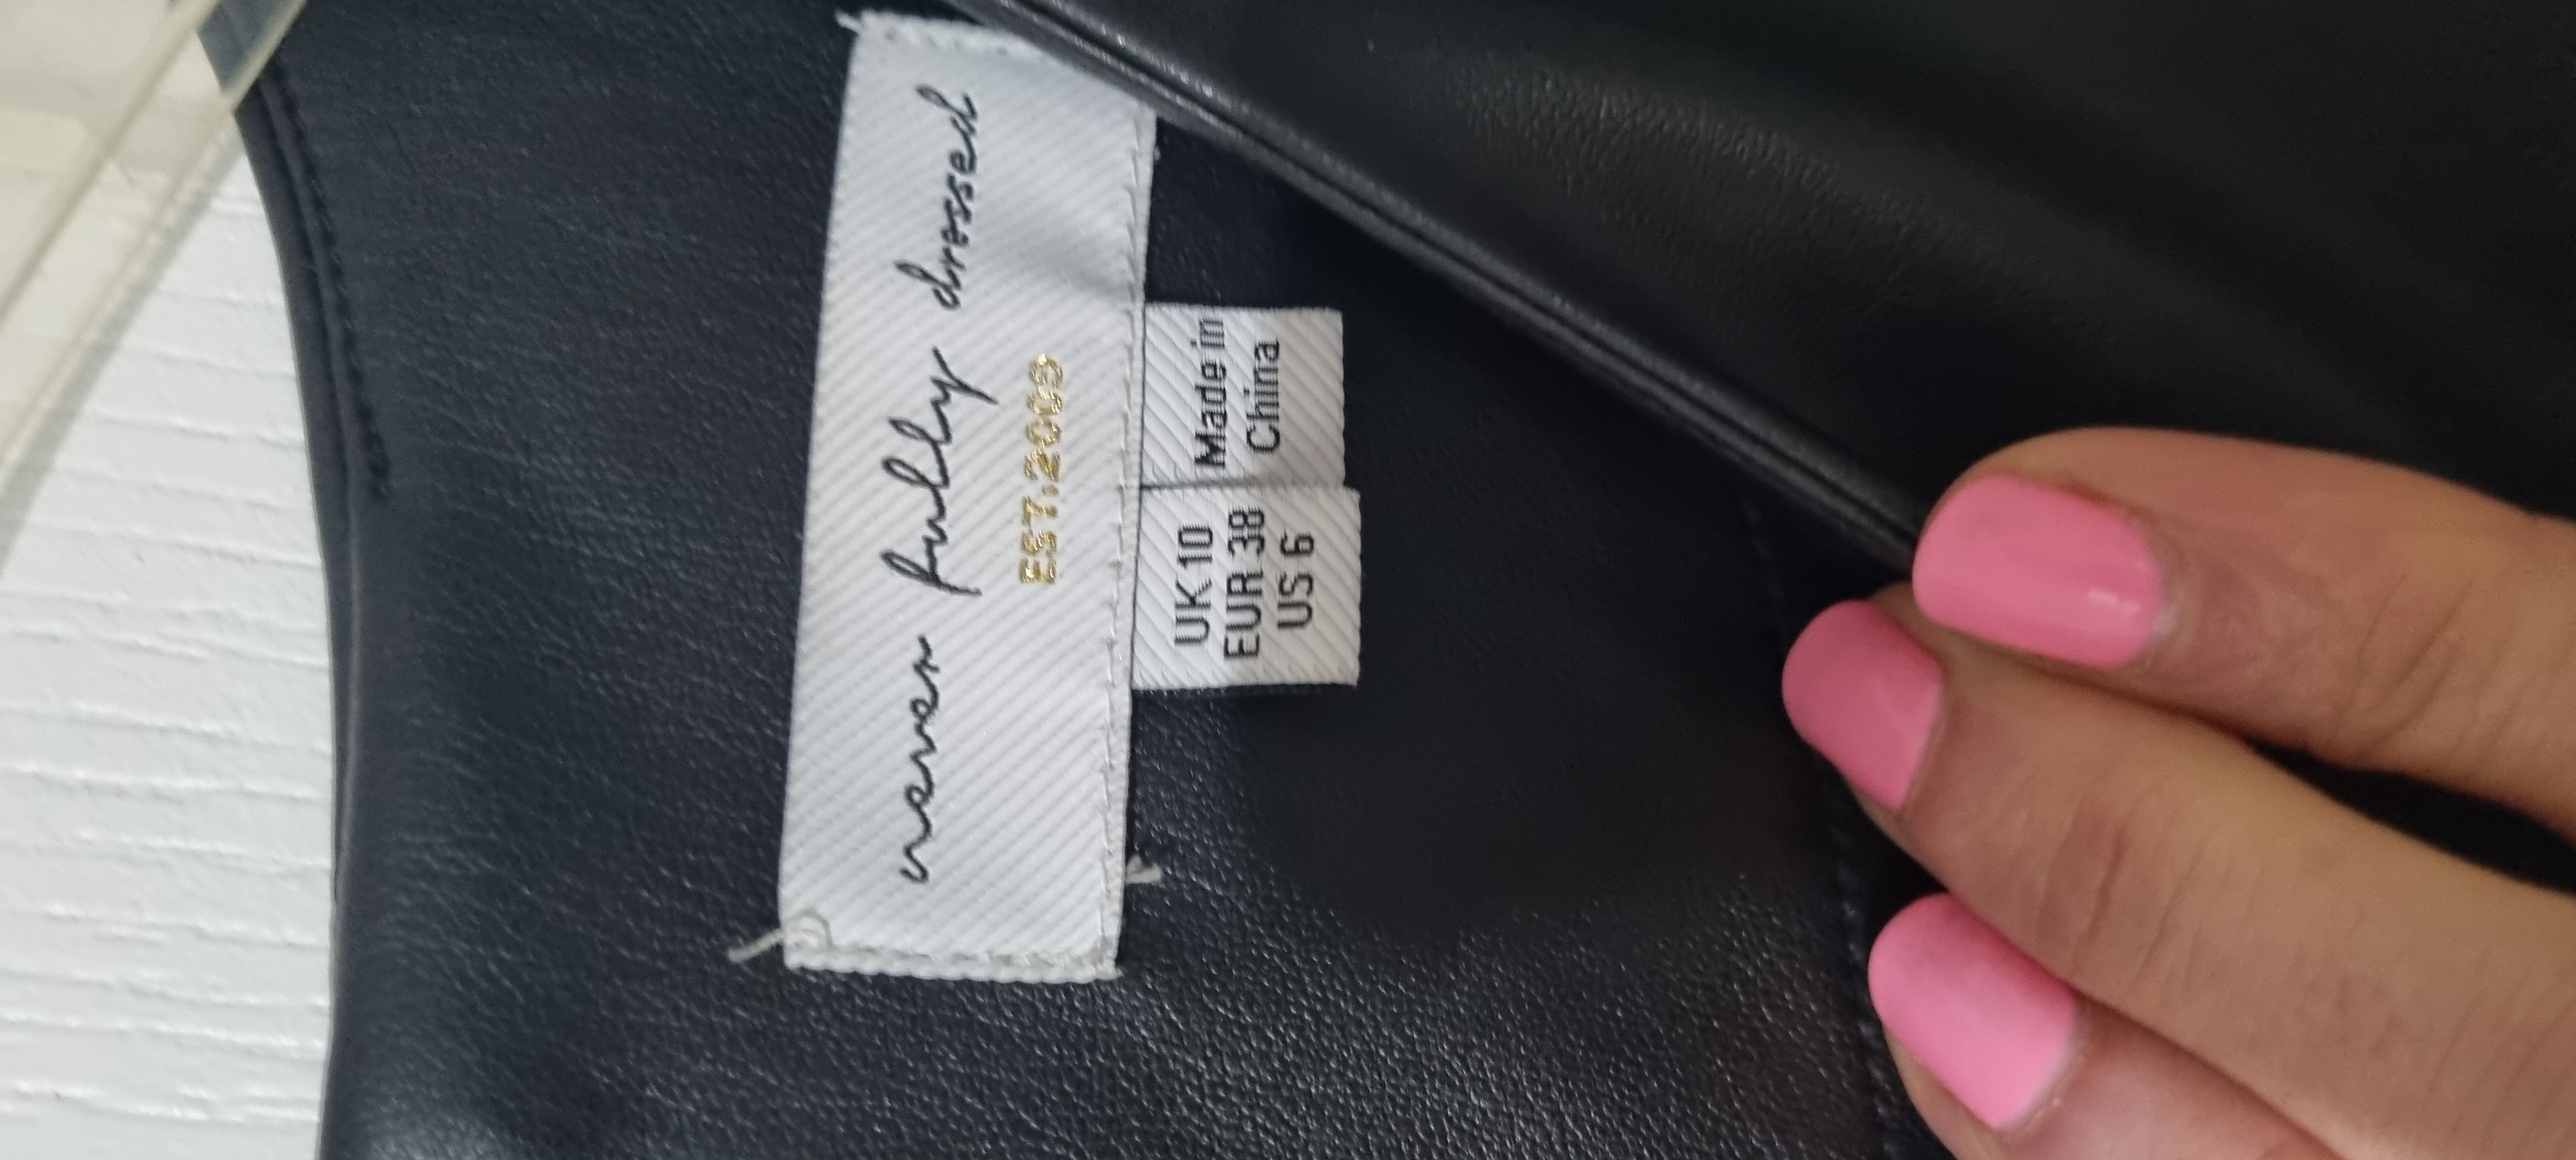 never fully dressed
EST.2009
UK 10
EUR 38
US 6
Made in
China